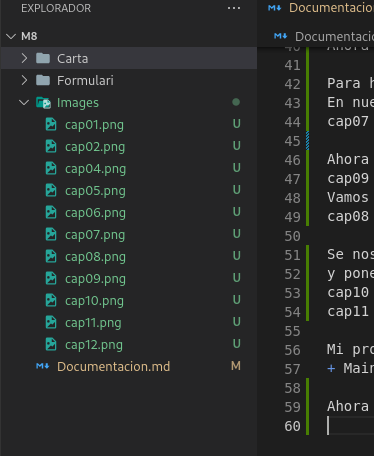 EXPLORADOR ...
M8
Carta
Formulari
Images
cap01.png U
cap02.png U
cap04.png U
cap05.png U
cap06.png U
cap07.png U
cap08.png U
cap09.png U
cap10.png U
cap11.png U
cap12.png U
Documentacion.md M
Documentacion
Documentacion
40 Ahora
41
42 Para h
43 En nue
44 cap07
45
46 Ahora
47 cap09
48 Vamos
49 cap08
50
51 Se nos
52 y pone
53 cap10
54 cap11
55
56 Mi pro
57 + Main
58
59 Ahora
60